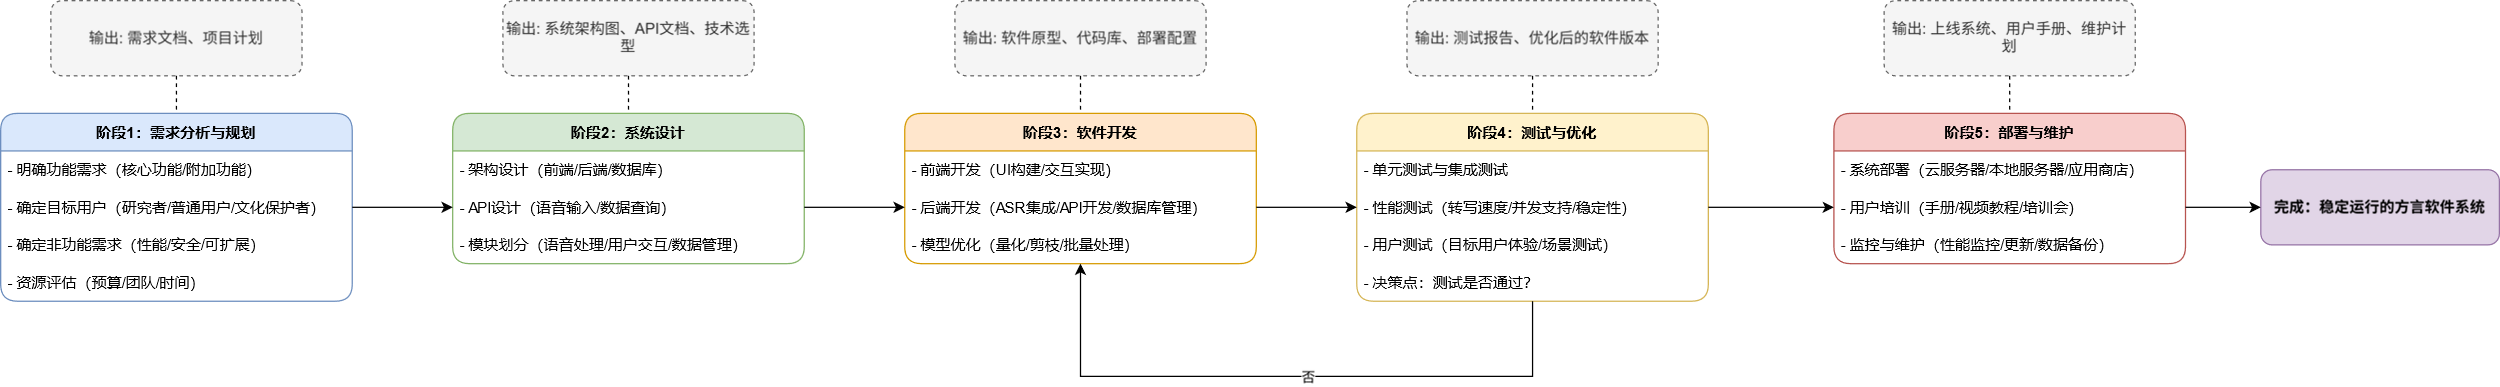 输出: 需求文档、项目计划
输出: 系统架构图、API文档、技术选
型
输出: 软件原型、代码库、部署配置
输出: 测试报告、优化后的软件版本
输出: 上线系统、用户手册、维护计
划
阶段1：需求分析与规划
- 明确功能需求（核心功能/附加功能）
- 确定目标用户（研究者/普通用户/文化保护者）
- 确定非功能需求（性能/安全/可扩展）
- 资源评估（预算/团队/时间）
阶段2：系统设计
- 架构设计（前端/后端/数据库）
- API设计（语音输入/数据查询）
- 模块划分（语音处理/用户交互/数据管理）
阶段3：软件开发
- 前端开发（UI构建/交互实现）
- 后端开发（ASR集成/API开发/数据库管理）
- 模型优化（量化/剪枝/批量处理）
阶段4：测试与优化
- 单元测试与集成测试
- 性能测试（转写速度/并发支持/稳定性）
- 用户测试（目标用户体验/场景测试）
- 决策点：测试是否通过？
阶段5：部署与维护
- 系统部署（云服务器/本地服务器/应用商店）
- 用户培训（手册/视频教程/培训会）
- 监控与维护（性能监控/更新/数据备份）
完成：稳定运行的方言软件系统
否